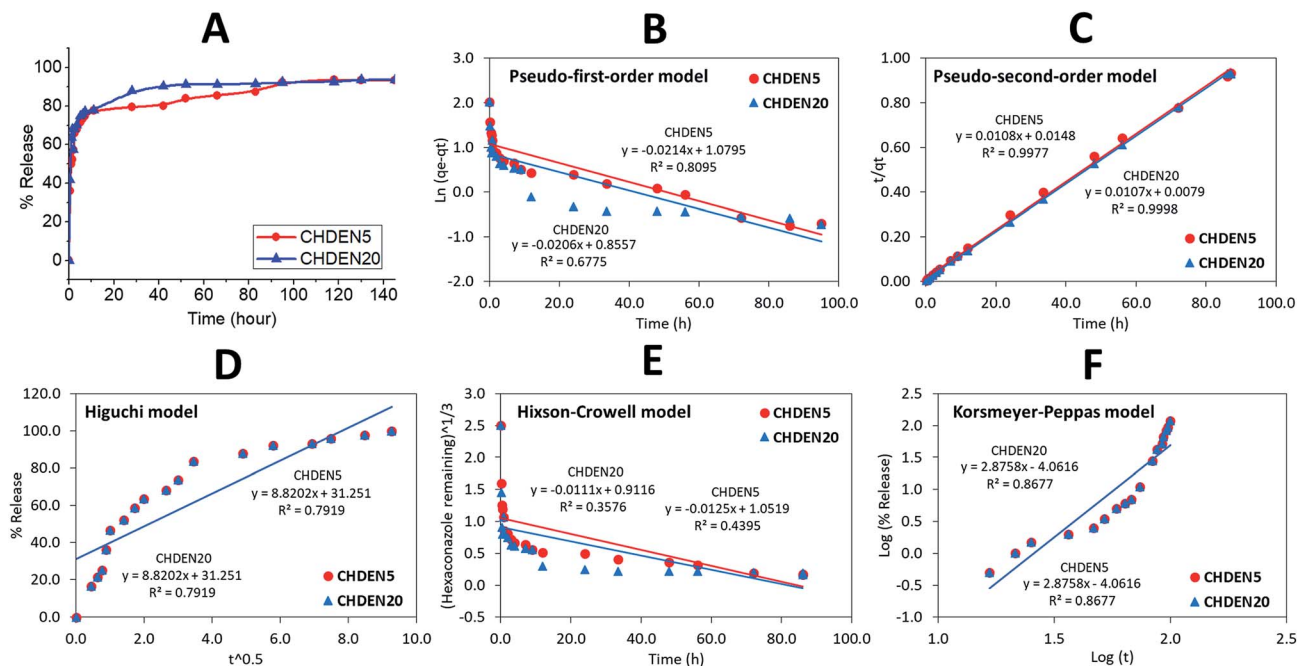 A
% Release
100
80
60
40
20
0
CHDEN5
CHDEN20
0
20
40
60
80
100
120
140
Time (hour)
B
Pseudo-first-order model
CHDEN5
CHDEN20
Ln (qe-qt)
3.0
2.0
1.0
0.0
-1.0
-2.0
CHDEN5
y = -0.0214x + 1.0795
R² = 0.8095
CHDEN20
y = -0.0206x + 0.8557
R² = 0.6775
0.0
20.0
40.0
60.0
80.0
100.0
Time (h)
C
Pseudo-second-order model
t/qt
1.00
0.80
0.60
0.40
0.20
0.00
CHDEN5
y = 0.0108x + 0.0148
R² = 0.9977
CHDEN20
y = 0.0107x + 0.0079
R² = 0.9998
CHDEN5
CHDEN20
0.0
20.0
40.0
60.0
80.0
100.0
Time (h)
D
Higuchi model
% Release
120.0
100.0
80.0
60.0
40.0
20.0
0.0
CHDEN5
y = 8.8202x + 31.251
R² = 0.7919
CHDEN20
y = 8.8202x + 31.251
R² = 0.7919
CHDEN5
CHDEN20
0.0
2.0
4.0
6.0
8.0
10.0
t^0.5
E
Hixson-Crowell model
CHDEN5
CHDEN20
(Hexaconazole remaining)^1/3
3.0
2.5
2.0
1.5
1.0
0.5
0.0
-0.5
CHDEN20
y = -0.0111x + 0.9116
R² = 0.3576
CHDEN5
y = -0.0125x + 1.0519
R² = 0.4395
0.0
20.0
40.0
60.0
80.0
100.0
Time (h)
F
Korsmeyer-Peppas model
Log (% Release)
2.5
2.0
1.5
1.0
0.5
0.0
-0.5
-1.0
CHDEN20
y = 2.8758x - 4.0616
R² = 0.8677
CHDEN5
y = 2.8758x - 4.0616
R² = 0.8677
CHDEN5
CHDEN20
1.0
1.5
2.0
2.5
Log (t)